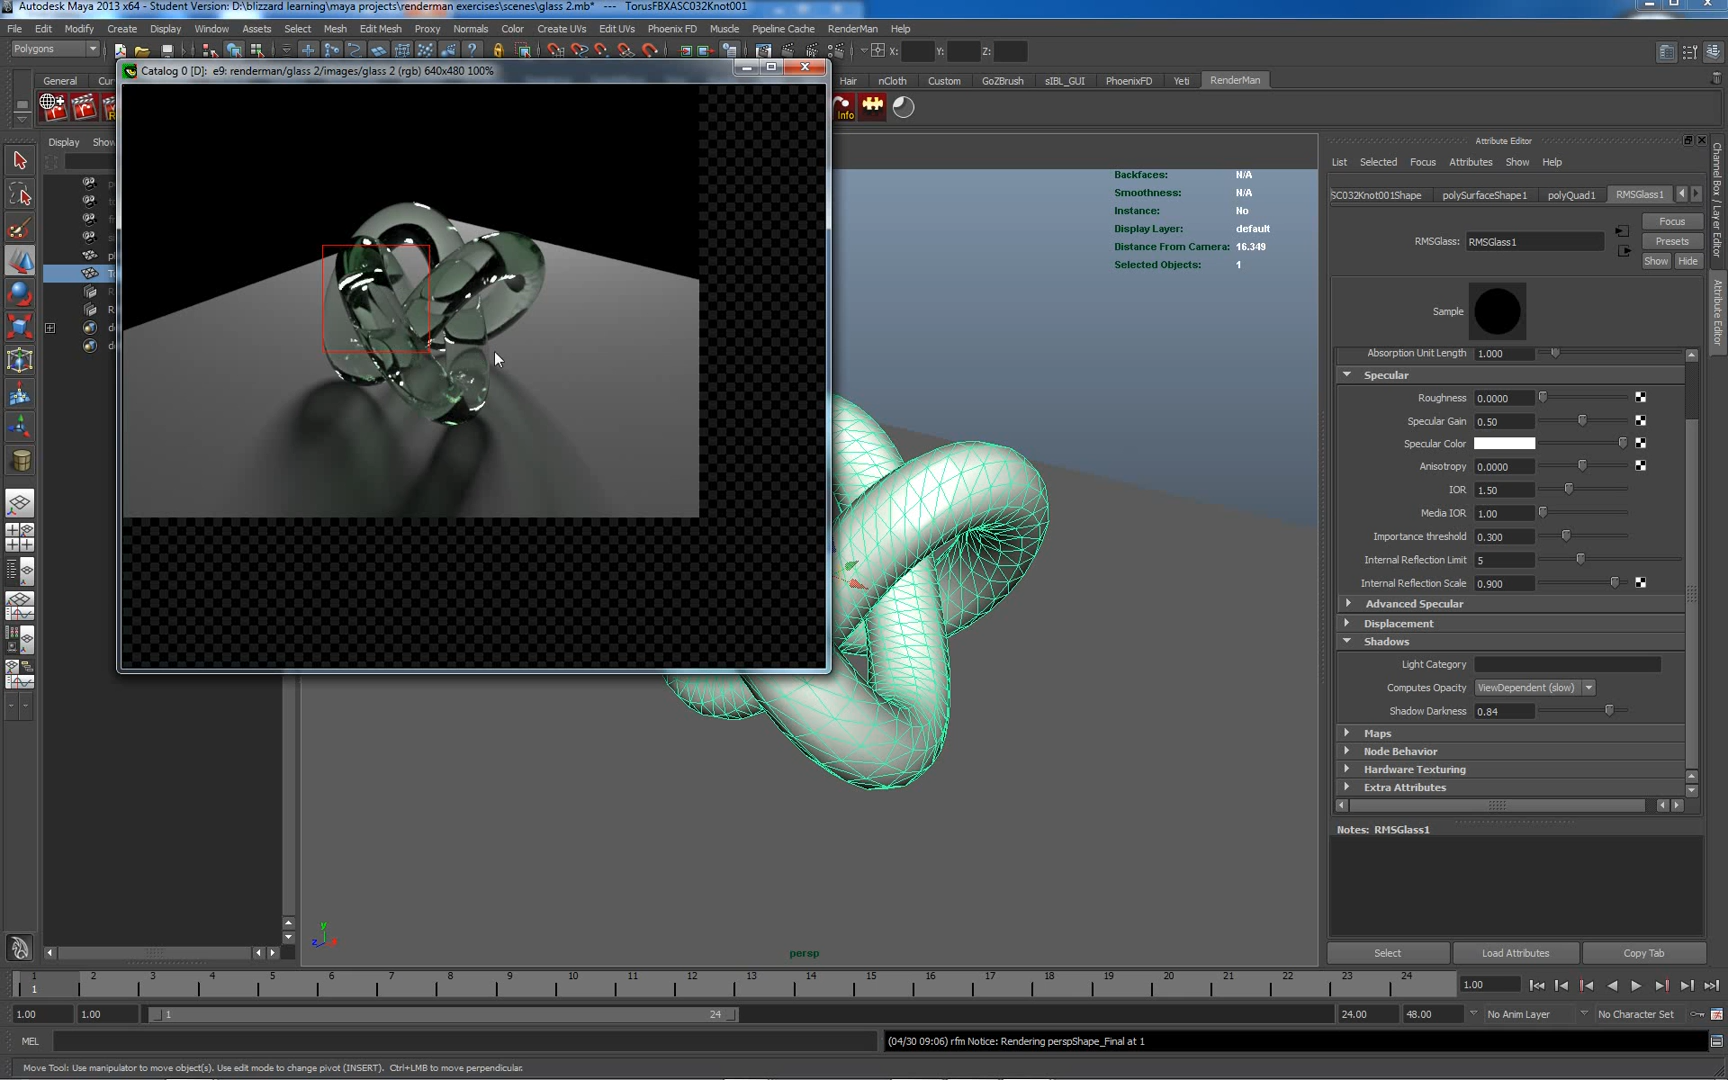 Autodesk Maya 2013 x64 - Student Version: D:\blizzard learning\maya projects\renderman exercises\scenes\glass 2.mb* --- TorusFBXASC032Knot001
File Edit Modify Create Display Window Assets Select Mesh Edit Mesh Proxy Normals Color Create UVs Edit UVs Phoenix FD Muscle Pipeline Cache RenderMan Help
Polygons X: Y: Z:
General Cur Hair nCloth Custom GoZBrush sIBL_GUI PhoenixFD Yeti RenderMan
Catalog 0 [D]: e9: renderman/glass 2/images/glass 2 (rgb) 640x480 100%
Info
Display Show
Backfaces: N/A
Smoothness: N/A
Instance: No
Display Layer: default
Distance From Camera: 16.349
Selected Objects: 1
persp
y
z x
Attribute Editor
List Selected Focus Attributes Show Help
SC032Knot001Shape polySurfaceShape1 polyQuad1 RMSGlass1
Focus
RMSGlass: RMSGlass1
Presets
Show Hide
Sample
Absorption Unit Length 1.000
Specular
Roughness 0.0000
Specular Gain 0.50
Specular Color
Anisotropy 0.0000
IOR 1.50
Media IOR 1.00
Importance threshold 0.300
Internal Reflection Limit 5
Internal Reflection Scale 0.900
Advanced Specular
Displacement
Shadows
Light Category
Computes Opacity ViewDependent (slow)
Shadow Darkness 0.84
Maps
Node Behavior
Hardware Texturing
Extra Attributes
Notes: RMSGlass1
Select Load Attributes Copy Tab
Channel Box / Layer Editor
Attribute Editor
1 2 3 4 5 6 7 8 9 10 11 12 13 14 15 16 17 18 19 20 21 22 23 24
1 1.00
1.00 1.00 1 24 24.00 48.00 No Anim Layer No Character Set
MEL (04/30 09:06) rfm Notice: Rendering perspShape_Final at 1
Move Tool: Use manipulator to move object(s). Use edit mode to change pivot (INSERT). Ctrl+LMB to move perpendicular.